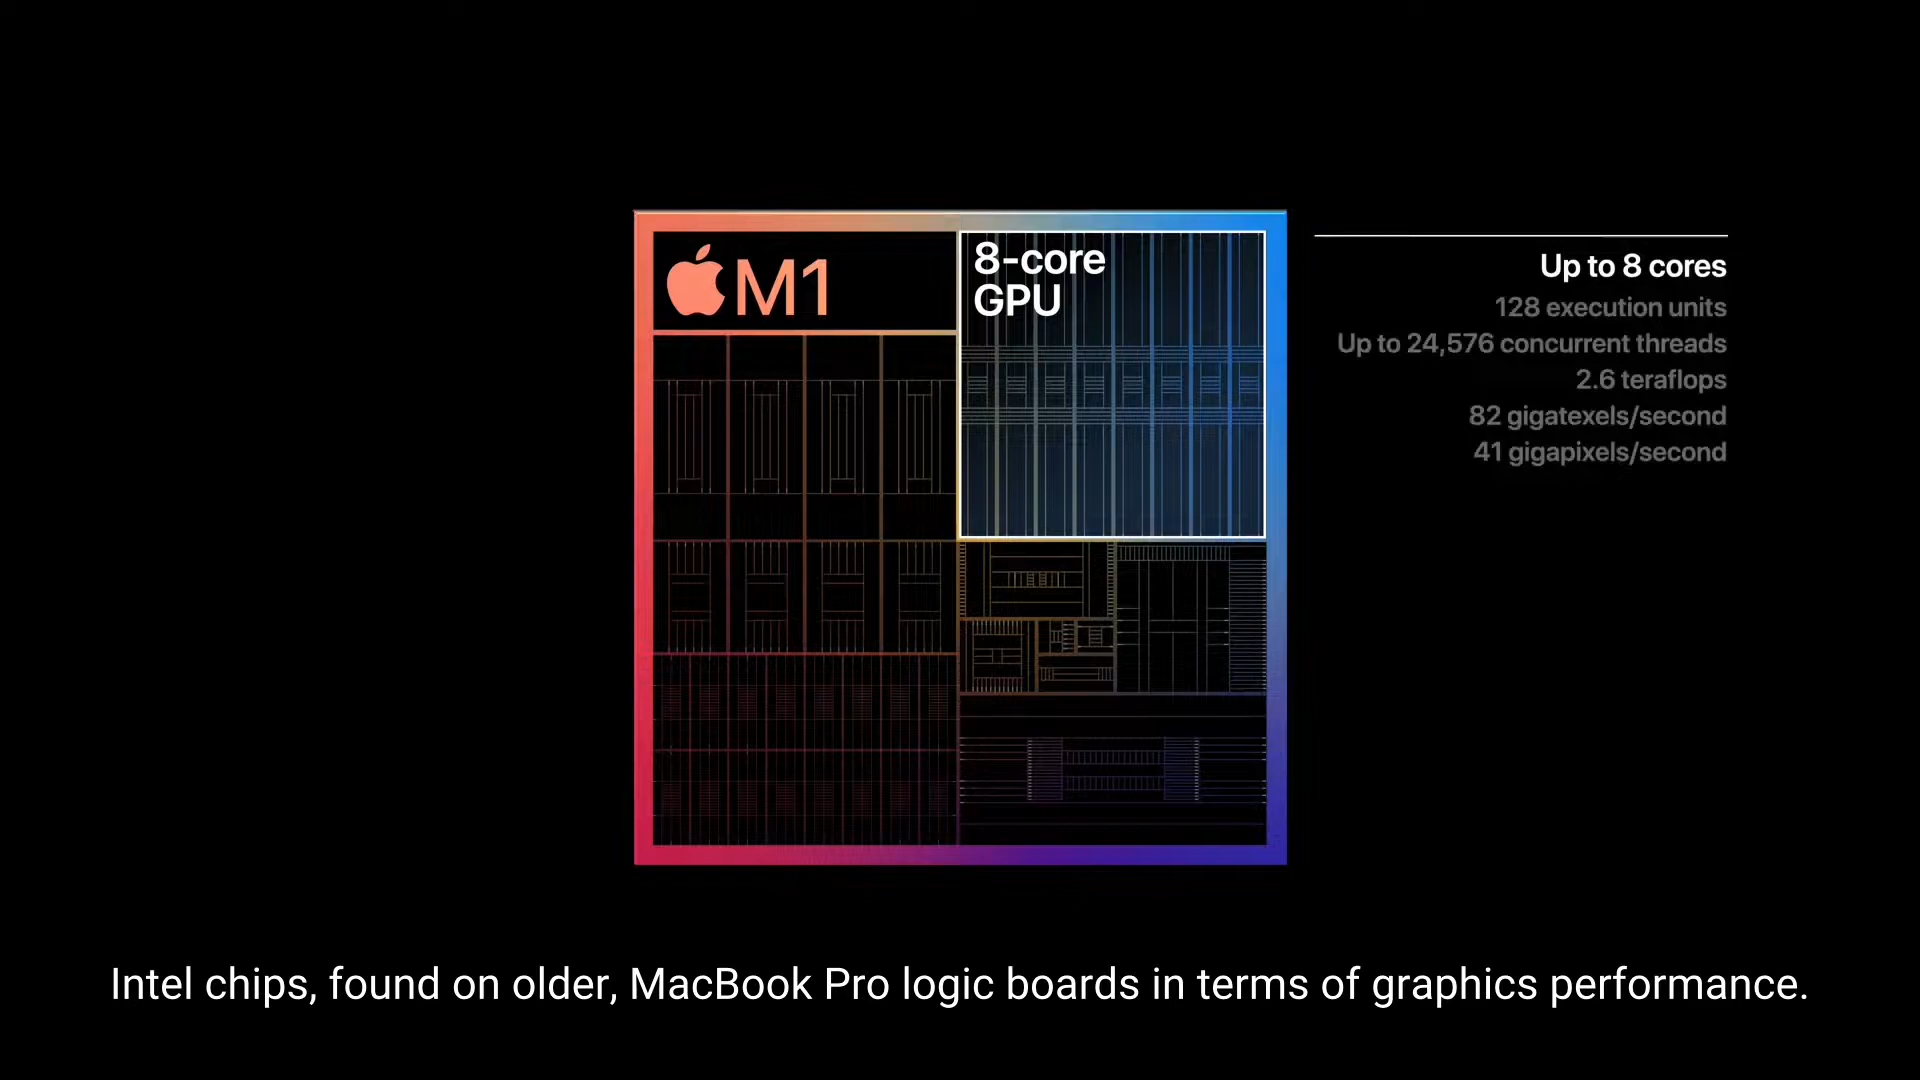 M1
8-core
GPU
Up to 8 cores
128 execution units
Up to 24,576 concurrent threads
2.6 teraflops
82 gigatexels/second
41 gigapixels/second
Intel chips, found on older, MacBook Pro logic boards in terms of graphics performance.